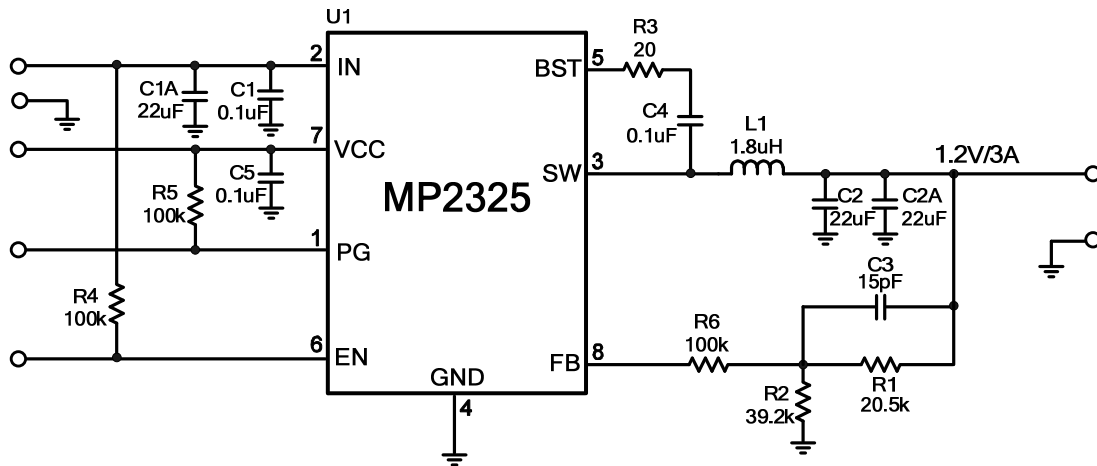 U1
MP2325
2
IN
C1A
22uF
C1
0.1uF
7
VCC
R5
100k
C5
0.1uF
1
PG
R4
100k
6
EN
GND
4
BST
5
R3
20
C4
0.1uF
SW
3
L1
1.8uH
1.2V/3A
C2
22uF
C2A
22uF
C3
15pF
FB
8
R6
100k
R1
20.5k
R2
39.2k